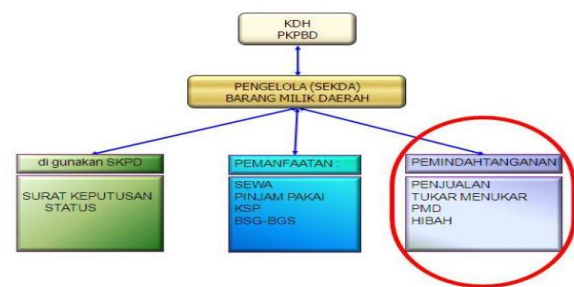 KDH
PKPBD
PENGELOLA (SEKDA)
BARANG MILIK DAERAH
di gunakan SKPD
SURAT KEPUTUSAN
STATUS
PEMANFAATAN :
SEWA
PINJAM PAKAI
KSP
BSG-BGS
PEMINDAHTANGANAN
PENJUALAN
TUKAR MENUKAR
PMD
HIBAH